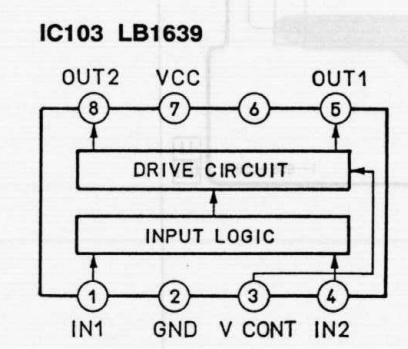 IC103 LB1639
OUT2 VCC OUT1
8 7 6 5
DRIVE CIRCUIT
INPUT LOGIC
1 2 3 4
IN1 GND V CONT IN2